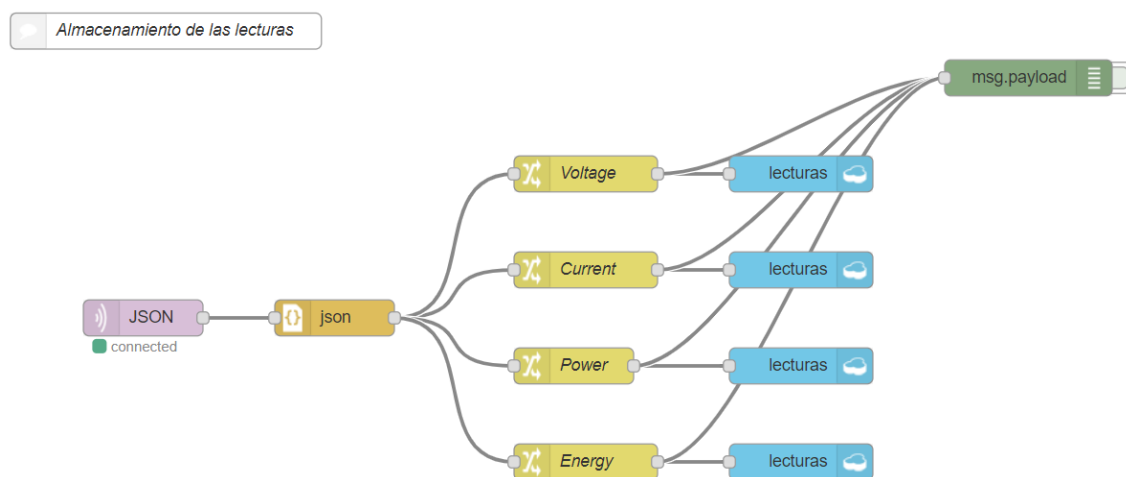 Almacenamiento de las lecturas
msg.payload
Voltage
lecturas
Current
lecturas
JSON
json
connected
Power
lecturas
Energy
lecturas